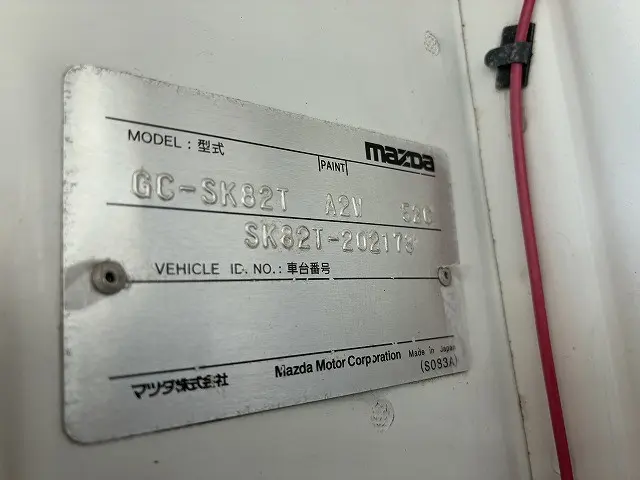 MODEL : 型式
PAINT
mazda
GC-SK82T A2W
SK82T-202178
VEHICLE ID. NO. : 車台番号
マツダ株式会社
Mazda Motor Corporation Made in Japan
(S083A)